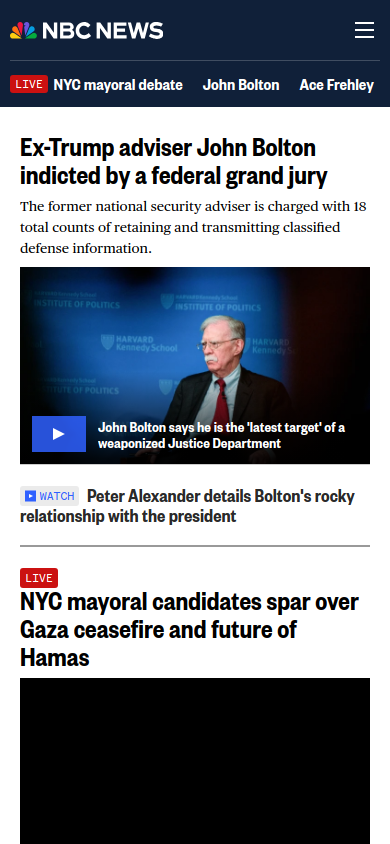 NBC NEWS
LIVE NYC mayoral debate John Bolton Ace Frehley
Ex-Trump adviser John Bolton
indicted by a federal grand jury
The former national security adviser is charged with 18
total counts of retaining and transmitting classified
defense information.
INSTITUTE OF POLITICS
INSTITUTE OF POLITICS
HARVARD
Kennedy School
John Bolton says he is the 'latest target' of a
weaponized Justice Department
WATCH Peter Alexander details Bolton's rocky
relationship with the president
LIVE
NYC mayoral candidates spar over
Gaza ceasefire and future of
Hamas